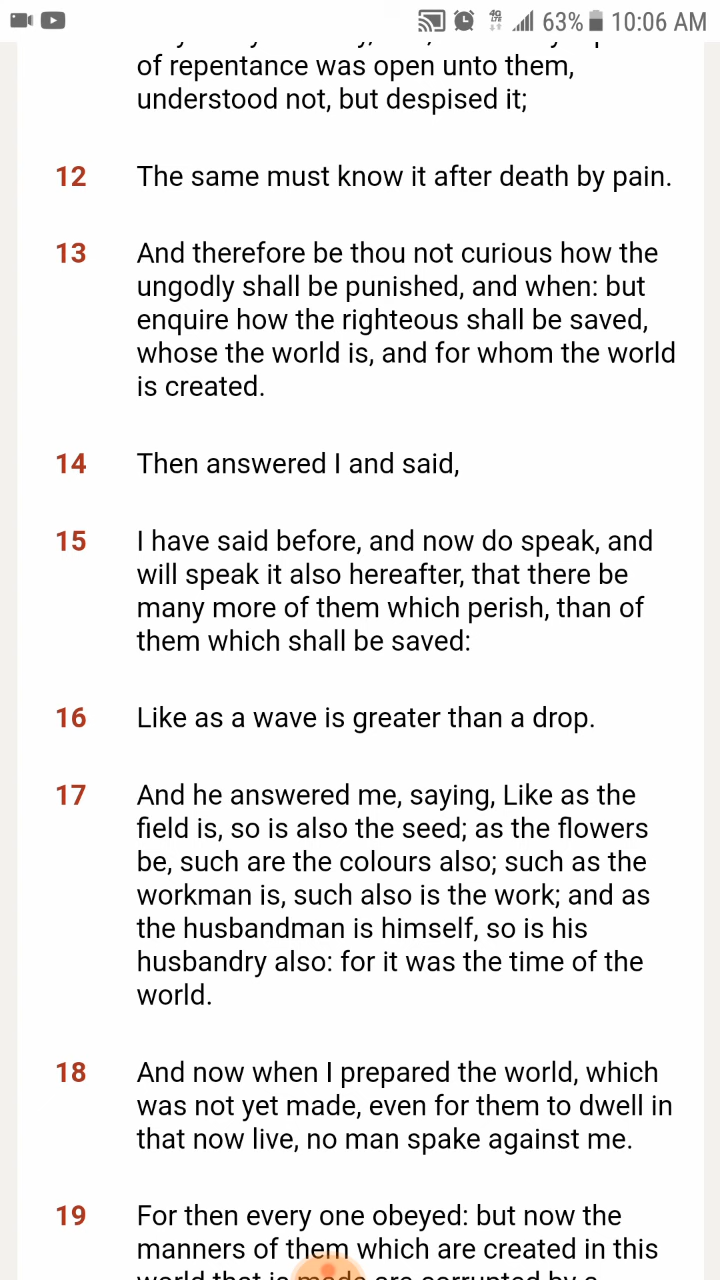 4G
LTE
63%
10:06 AM
of repentance was open unto them,
understood not, but despised it;
12 The same must know it after death by pain.
13 And therefore be thou not curious how the
ungodly shall be punished, and when: but
enquire how the righteous shall be saved,
whose the world is, and for whom the world
is created.
14 Then answered I and said,
15 I have said before, and now do speak, and
will speak it also hereafter, that there be
many more of them which perish, than of
them which shall be saved:
16 Like as a wave is greater than a drop.
17 And he answered me, saying, Like as the
field is, so is also the seed; as the flowers
be, such are the colours also; such as the
workman is, such also is the work; and as
the husbandman is himself, so is his
husbandry also: for it was the time of the
world.
18 And now when I prepared the world, which
was not yet made, even for them to dwell in
that now live, no man spake against me.
19 For then every one obeyed: but now the
manners of them which are created in this
world that is made are corrupted by a